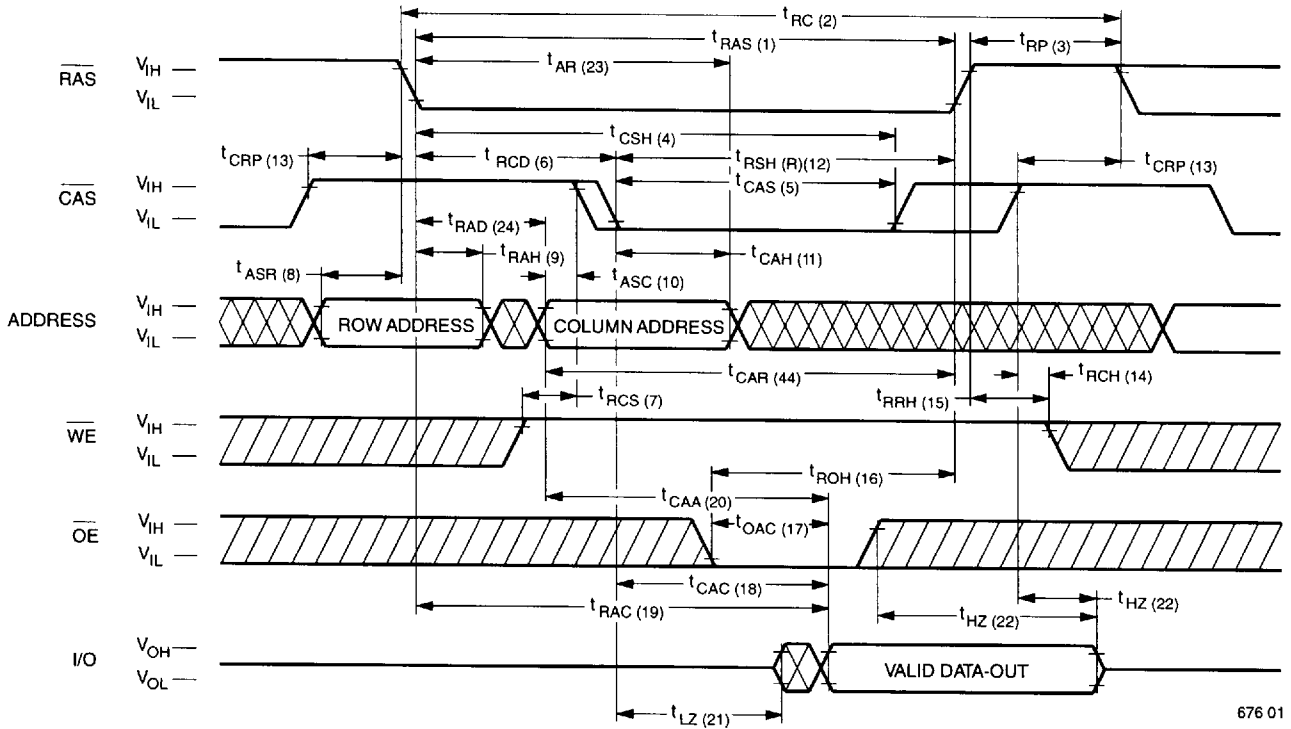 tRC (2)
tRAS (1)
tRP (3)
tAR (23)
RAS
VIH
VIL
tCSH (4)
tCRP (13)
tRCD (6)
tRSH (R)(12)
tCRP (13)
CAS
VIH
VIL
tCAS (5)
tRAD (24)
tRAH (9)
tCAH (11)
tASR (8)
tASC (10)
ADDRESS
VIH
VIL
ROW ADDRESS
COLUMN ADDRESS
tCAR (44)
tRCH (14)
tRCS (7)
tRRH (15)
WE
VIH
VIL
tROH (16)
tCAA (20)
OE
VIH
VIL
tOAC (17)
tCAC (18)
tRAC (19)
tHZ (22)
tHZ (22)
I/O
VOH
VOL
VALID DATA-OUT
tLZ (21)
676 01